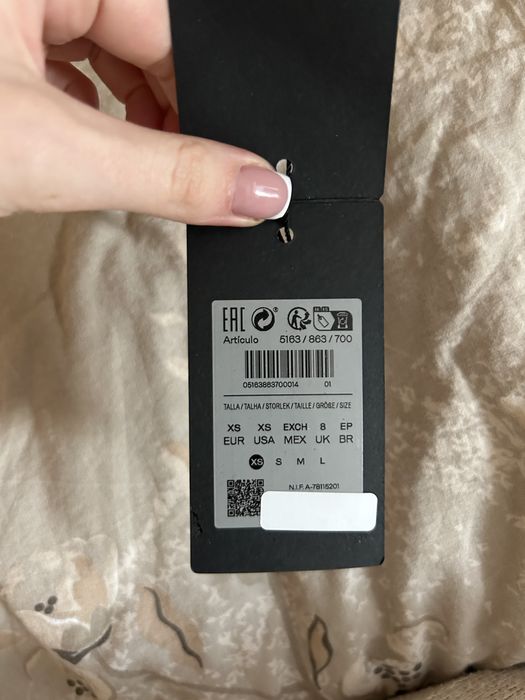 EAC
Artículo 5163 / 863 / 700
05163863700014 01
TALLA / TALHA / STORLEK / TAILLE / GRÖßE / SIZE
XS XS EXCH 8 EP
EUR USA MEX UK BR
XS S M L
N.I.F. A-78115201